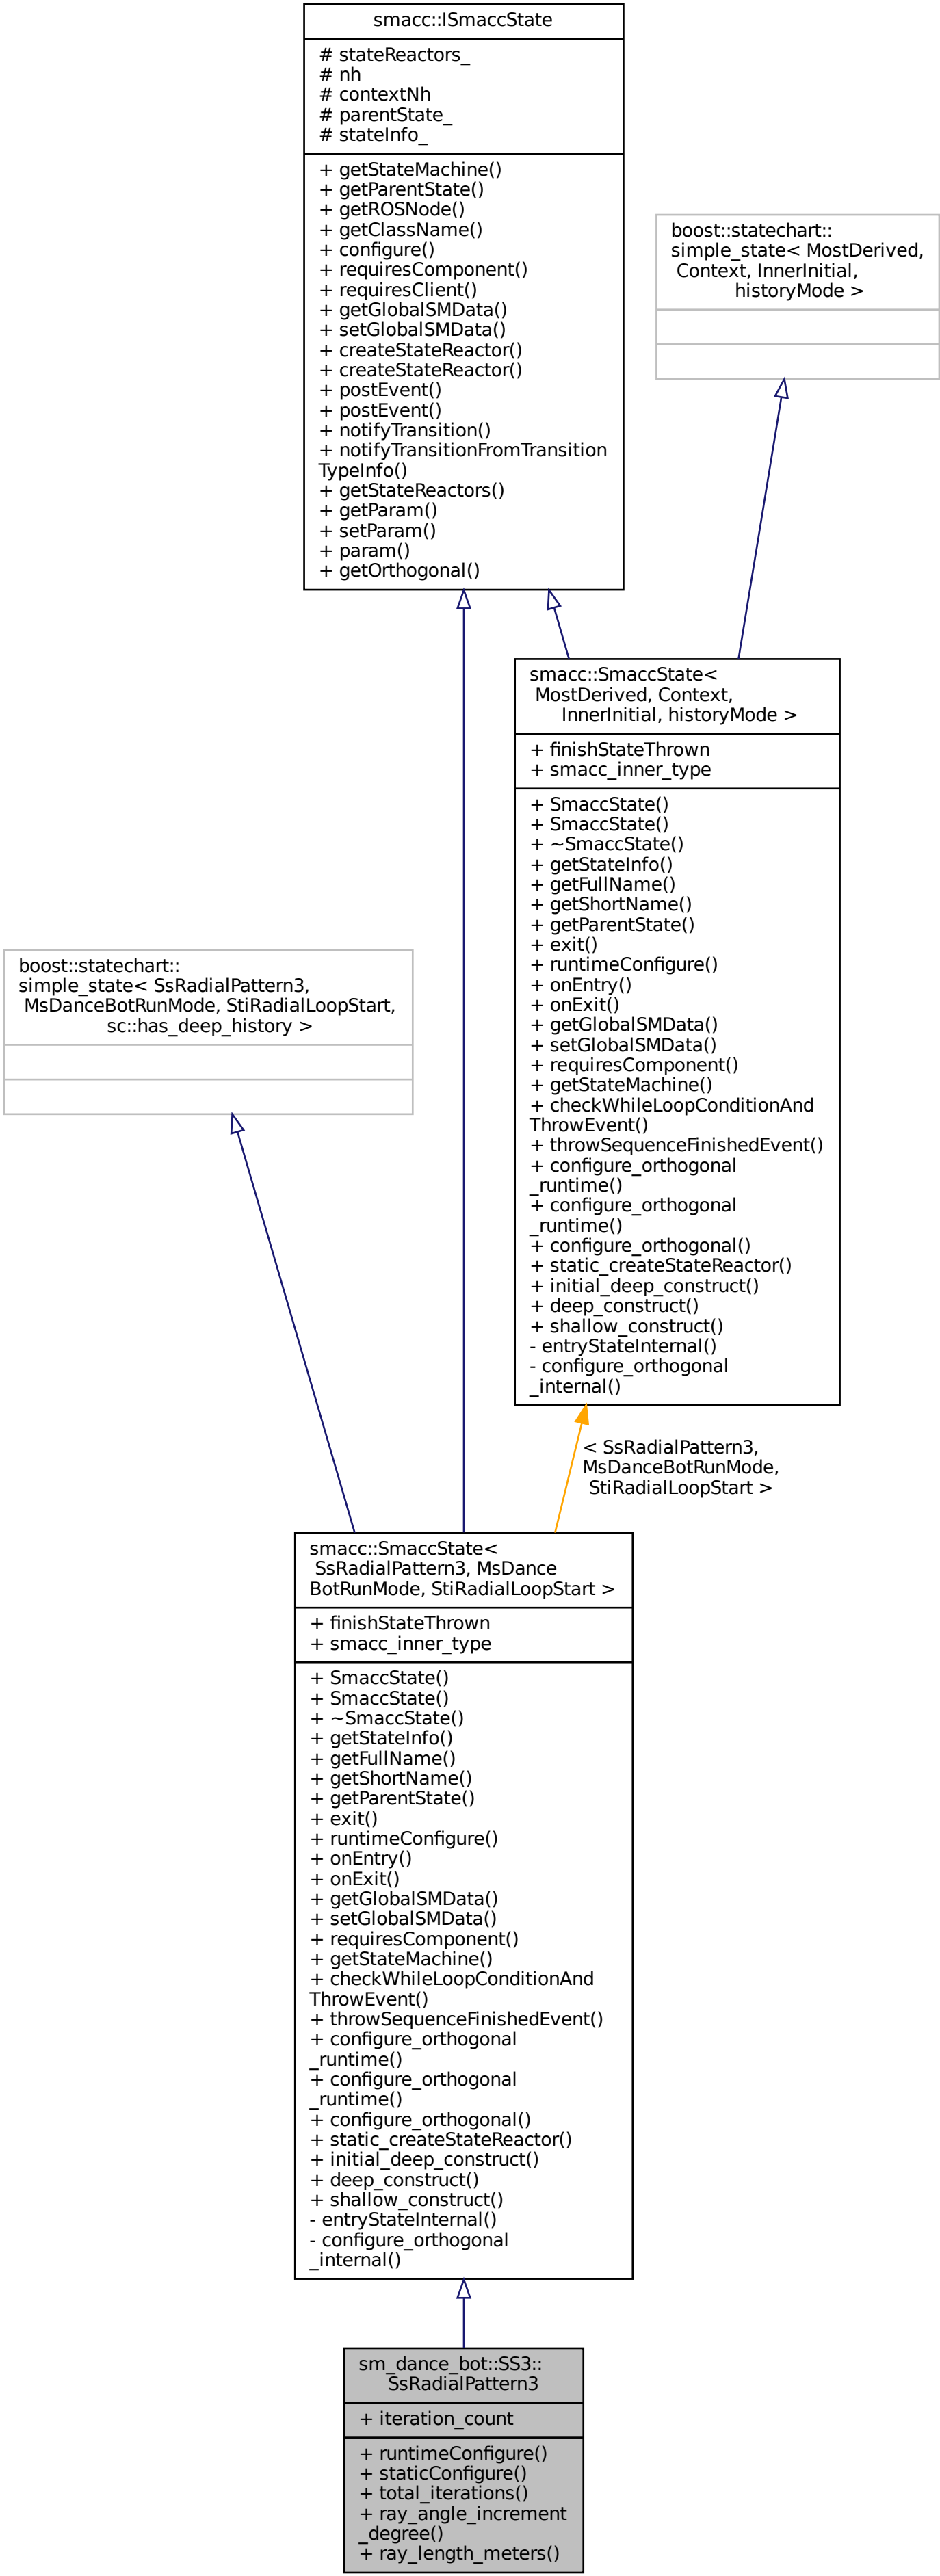 smacc::ISmaccState
# stateReactors_
# nh
# contextNh
# parentState_
# stateInfo_
+ getStateMachine()
+ getParentState()
+ getROSNode()
+ getClassName()
+ configure()
+ requiresComponent()
+ requiresClient()
+ getGlobalSMData()
+ setGlobalSMData()
+ createStateReactor()
+ createStateReactor()
+ postEvent()
+ postEvent()
+ notifyTransition()
+ notifyTransitionFromTransition
TypeInfo()
+ getStateReactors()
+ getParam()
+ setParam()
+ param()
+ getOrthogonal()
boost::statechart::
simple_state< MostDerived,
Context, InnerInitial,
historyMode >
smacc::SmaccState<
MostDerived, Context,
InnerInitial, historyMode >
+ finishStateThrown
+ smacc_inner_type
+ SmaccState()
+ SmaccState()
+ ~SmaccState()
+ getStateInfo()
+ getFullName()
+ getShortName()
+ getParentState()
+ exit()
+ runtimeConfigure()
+ onEntry()
+ onExit()
+ getGlobalSMData()
+ setGlobalSMData()
+ requiresComponent()
+ getStateMachine()
+ checkWhileLoopConditionAnd
ThrowEvent()
+ throwSequenceFinishedEvent()
+ configure_orthogonal
_runtime()
+ configure_orthogonal
_runtime()
+ configure_orthogonal()
+ static_createStateReactor()
+ initial_deep_construct()
+ deep_construct()
+ shallow_construct()
- entryStateInternal()
- configure_orthogonal
_internal()
boost::statechart::
simple_state< SsRadialPattern3,
MsDanceBotRunMode, StiRadialLoopStart,
sc::has_deep_history >
< SsRadialPattern3,
MsDanceBotRunMode,
StiRadialLoopStart >
smacc::SmaccState<
SsRadialPattern3, MsDance
BotRunMode, StiRadialLoopStart >
+ finishStateThrown
+ smacc_inner_type
+ SmaccState()
+ SmaccState()
+ ~SmaccState()
+ getStateInfo()
+ getFullName()
+ getShortName()
+ getParentState()
+ exit()
+ runtimeConfigure()
+ onEntry()
+ onExit()
+ getGlobalSMData()
+ setGlobalSMData()
+ requiresComponent()
+ getStateMachine()
+ checkWhileLoopConditionAnd
ThrowEvent()
+ throwSequenceFinishedEvent()
+ configure_orthogonal
_runtime()
+ configure_orthogonal
_runtime()
+ configure_orthogonal()
+ static_createStateReactor()
+ initial_deep_construct()
+ deep_construct()
+ shallow_construct()
- entryStateInternal()
- configure_orthogonal
_internal()
sm_dance_bot::SS3::
SsRadialPattern3
+ iteration_count
+ runtimeConfigure()
+ staticConfigure()
+ total_iterations()
+ ray_angle_increment
_degree()
+ ray_length_meters()